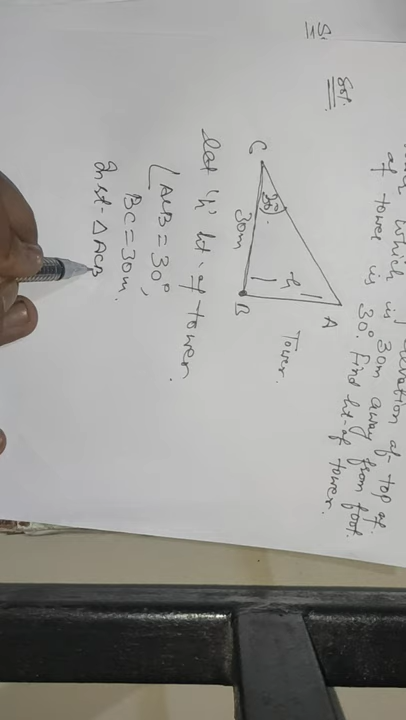 which is 30m away from foot
of tower is 30°. Find ht. of tower.
Sol.
C
30°
30m
B
h
A
Tower.
let 'h' ht. of tower.
∠ACB = 30°,
BC = 30m.
In rt. △ACB